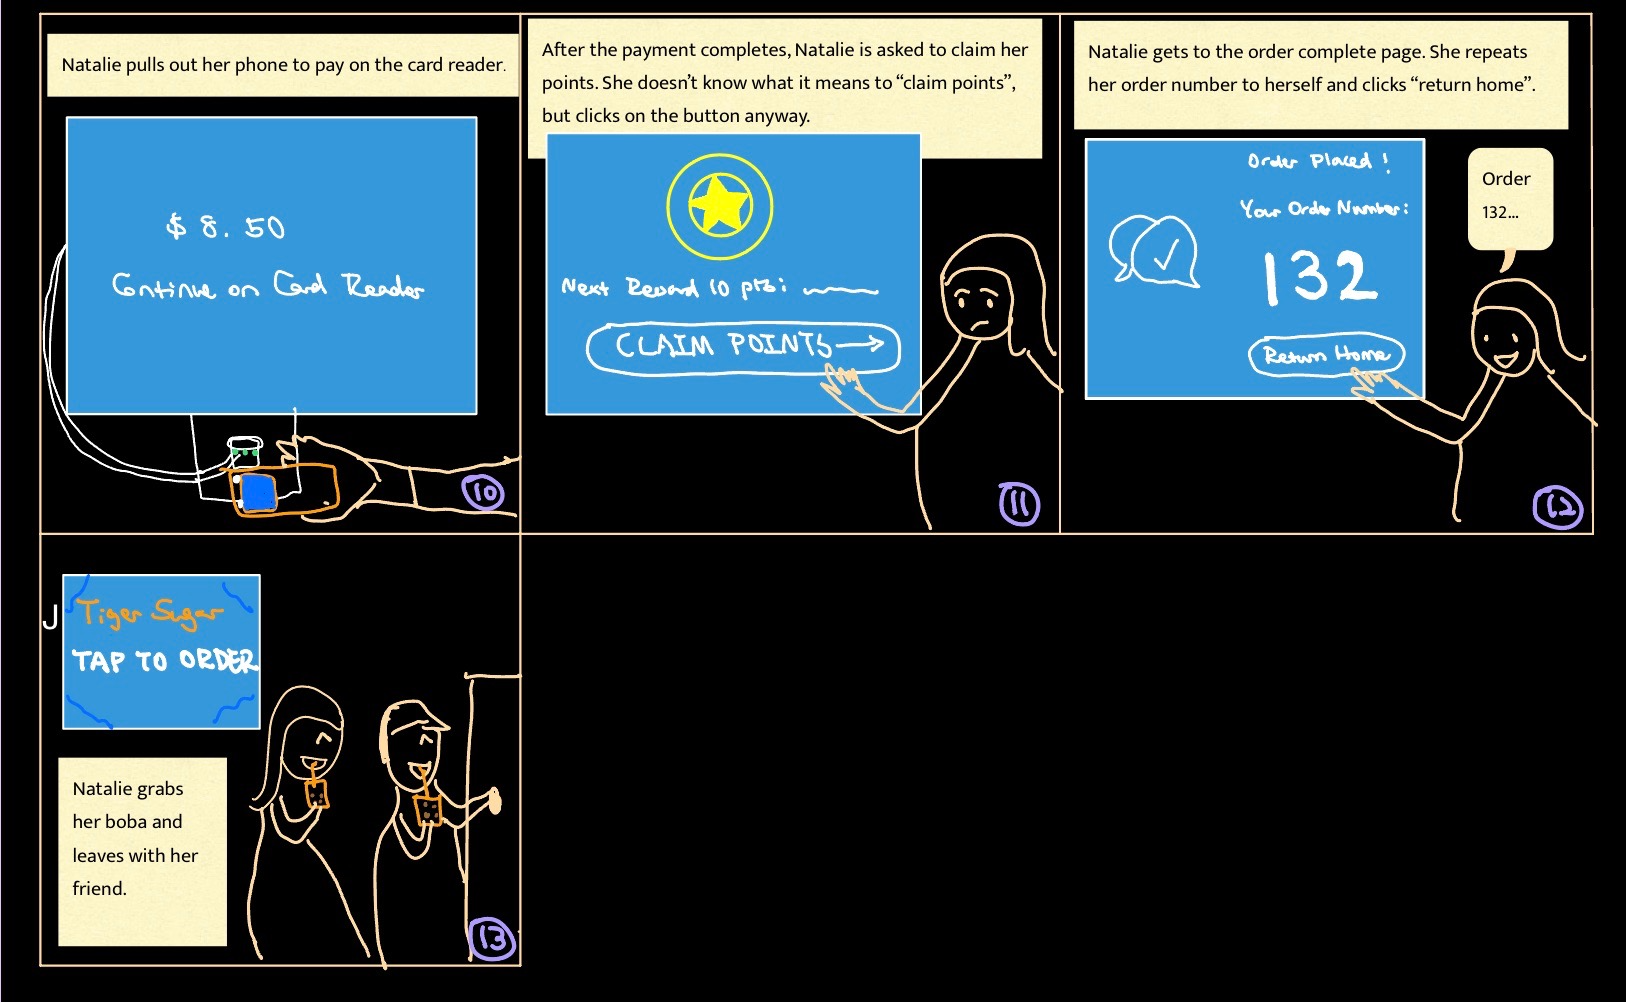 Natalie pulls out her phone to pay on the card reader.
$ 8.50
Continue on Card Reader
10
After the payment completes, Natalie is asked to claim her
points. She doesn’t know what it means to “claim points”,
but clicks on the button anyway.
Next Reward 10 pts:
CLAIM POINTS
11
Natalie gets to the order complete page. She repeats
her order number to herself and clicks “return home”.
Order Placed!
Your Order Number:
132
Return Home
Order
132...
12
J
Tiger Sugar
TAP TO ORDER
Natalie grabs
her boba and
leaves with her
friend.
13